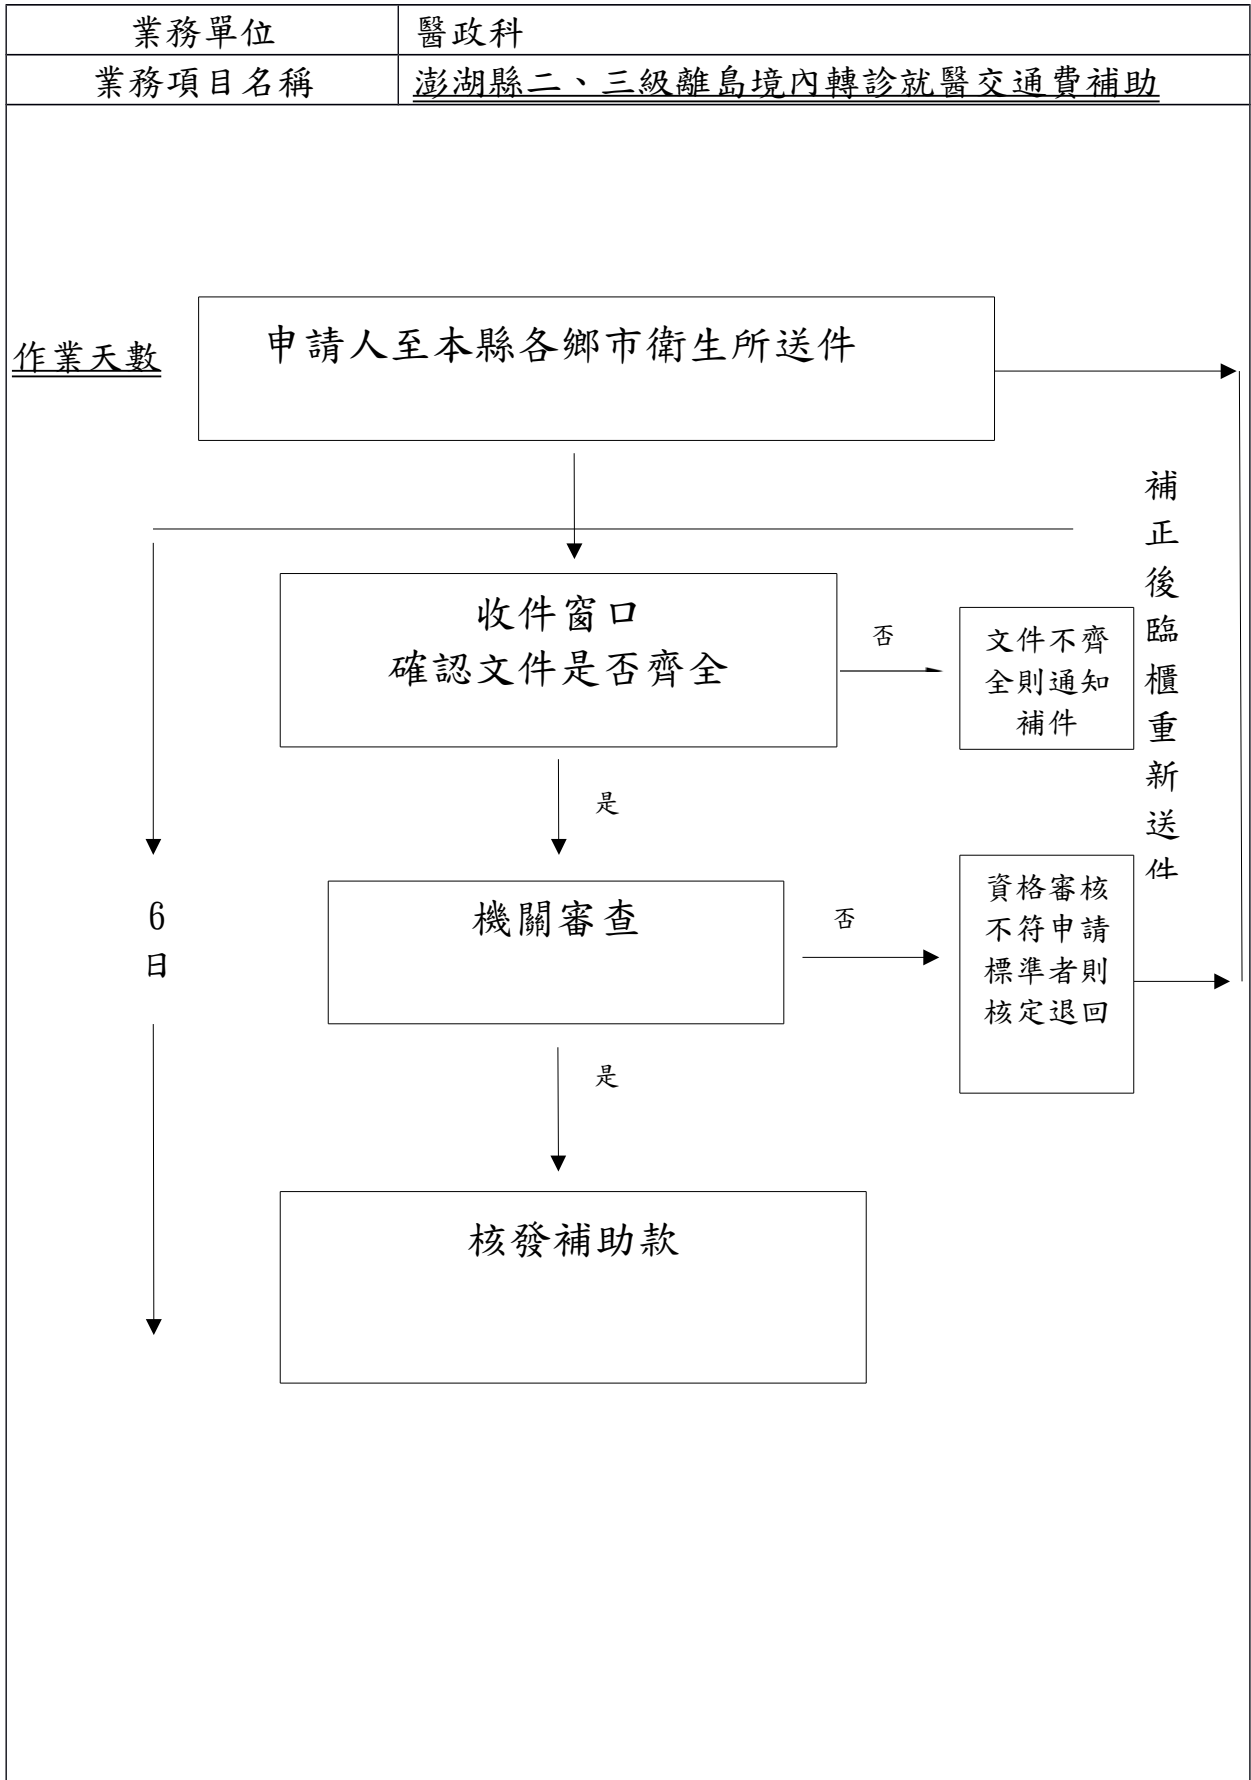 業務單位
醫政科
業務項目名稱
澎湖縣二、三級離島境內轉診就醫交通費補助
作業天數
申請人至本縣各鄉市衛生所送件
收件窗口
確認文件是否齊全
否
文件不齊
全則通知
補件
補正後臨櫃重新送件
是
6
日
機關審查
否
資格審核
不符申請
標準者則
核定退回
是
核發補助款